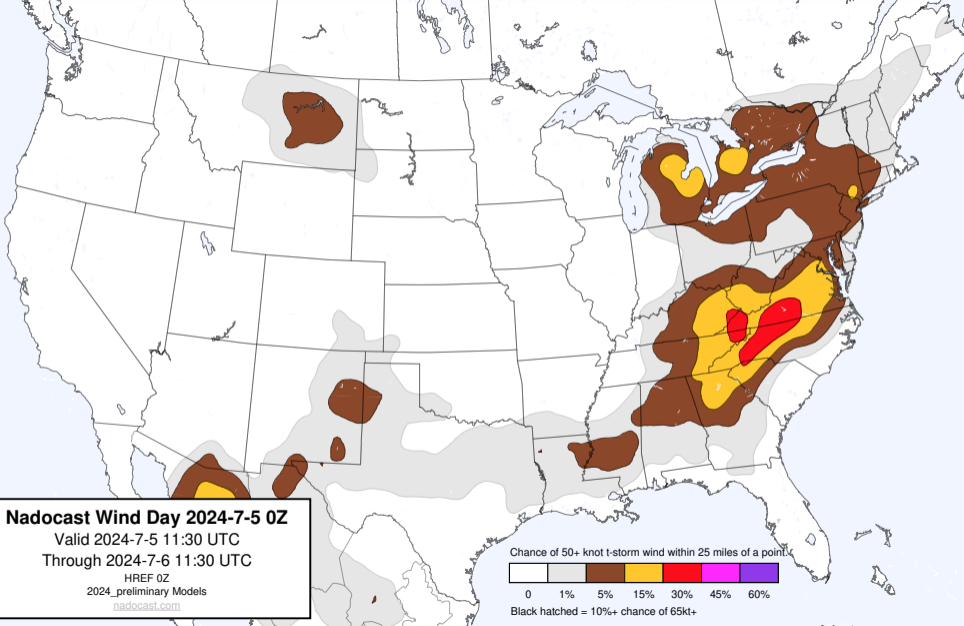 Nadocast Wind Day 2024-7-5 0Z
Valid 2024-7-5 11:30 UTC
Through 2024-7-6 11:30 UTC
HREF 0Z
2024_preliminary Models
nadocast.com
Chance of 50+ knot t-storm wind within 25 miles of a point.
0 1% 5% 15% 30% 45% 60%
Black hatched = 10%+ chance of 65kt+